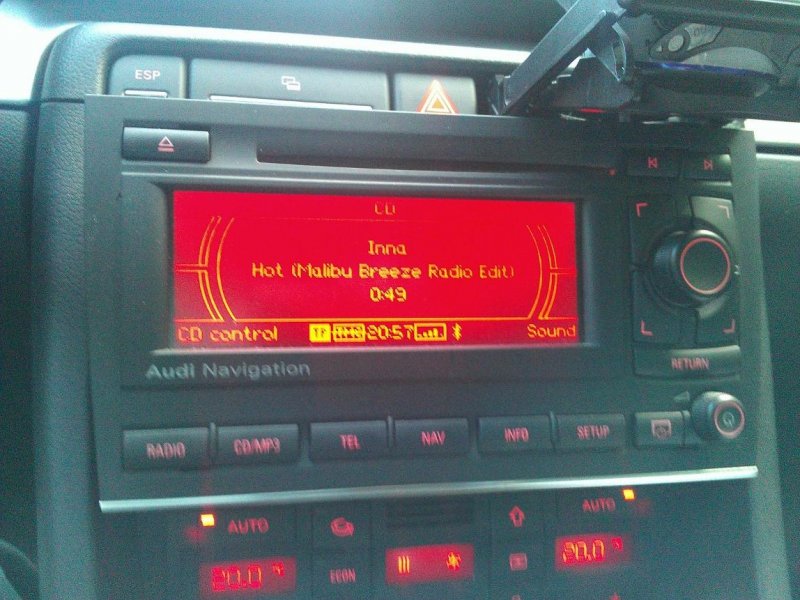 ESP
CD
Inna
Hot (Malibu Breeze Radio Edit)
0:49
CD control
TP
20:57
Sound
Audi Navigation
RETURN
RADIO
CD/MP3
TEL
NAV
INFO
SETUP
AUTO
AUTO
20.0
ECON
20.0